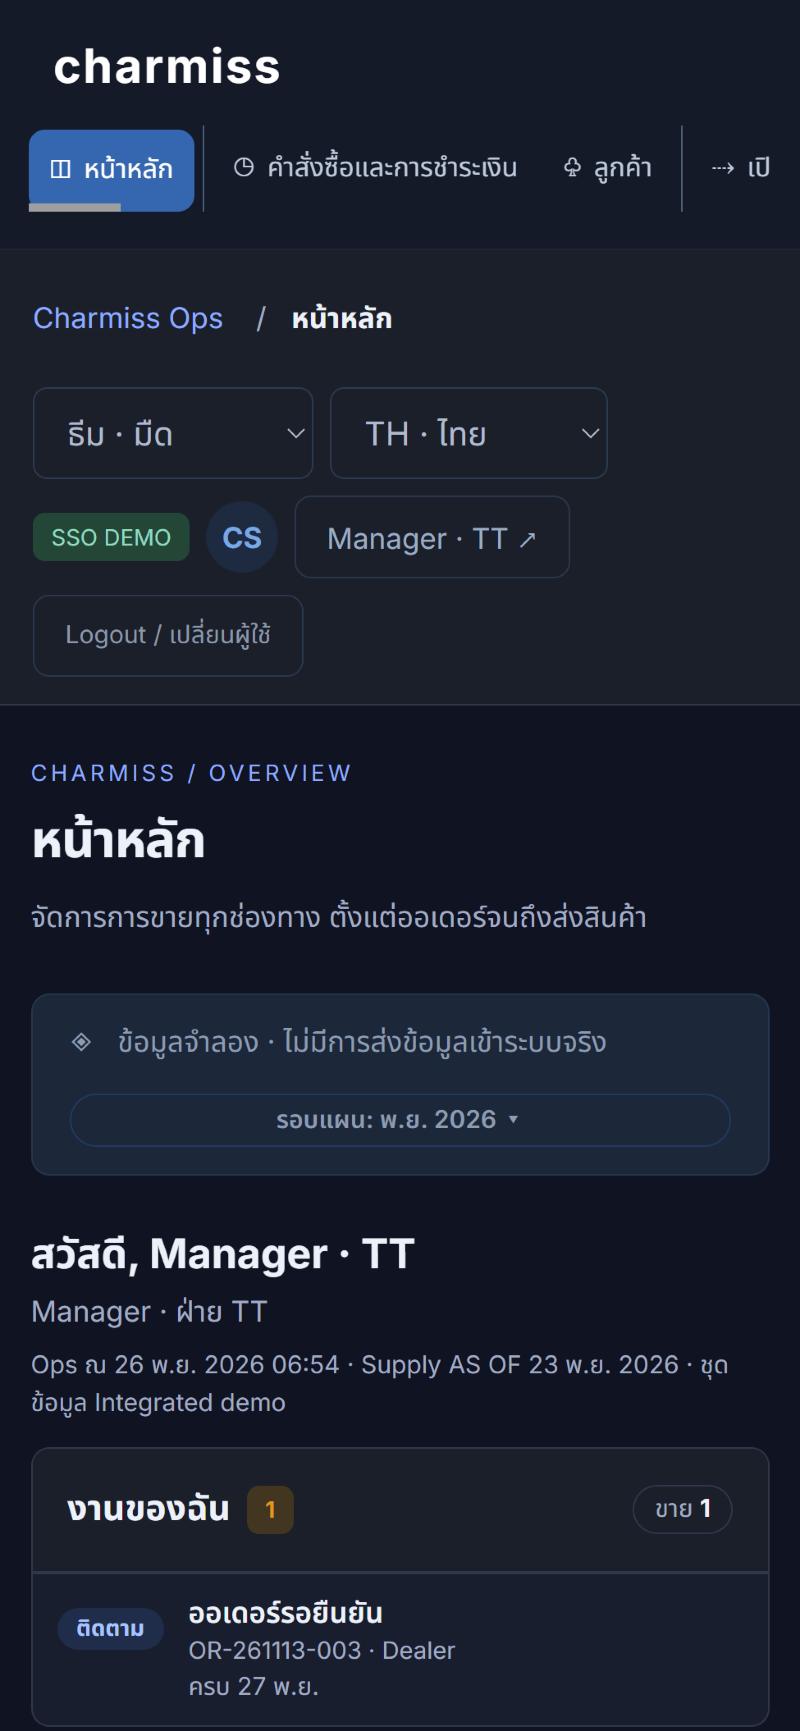 charmiss
หน้าหลัก
คำสั่งซื้อและการชำระเงิน
ลูกค้า
เปิ
Charmiss Ops / หน้าหลัก
ธีม · มืด
TH · ไทย
SSO DEMO
CS
Manager · TT ↗
Logout / เปลี่ยนผู้ใช้
CHARMISS / OVERVIEW
หน้าหลัก
จัดการการขายทุกช่องทาง ตั้งแต่ออเดอร์จนถึงส่งสินค้า
ข้อมูลจำลอง · ไม่มีการส่งข้อมูลเข้าระบบจริง
รอบแผน: พ.ย. 2026
สวัสดี, Manager · TT
Manager · ฝ่าย TT
Ops ณ 26 พ.ย. 2026 06:54 · Supply AS OF 23 พ.ย. 2026 · ชุด
ข้อมูล Integrated demo
งานของฉัน 1
ขาย 1
ติดตาม
ออเดอร์รอยืนยัน
OR-261113-003 · Dealer
ครบ 27 พ.ย.